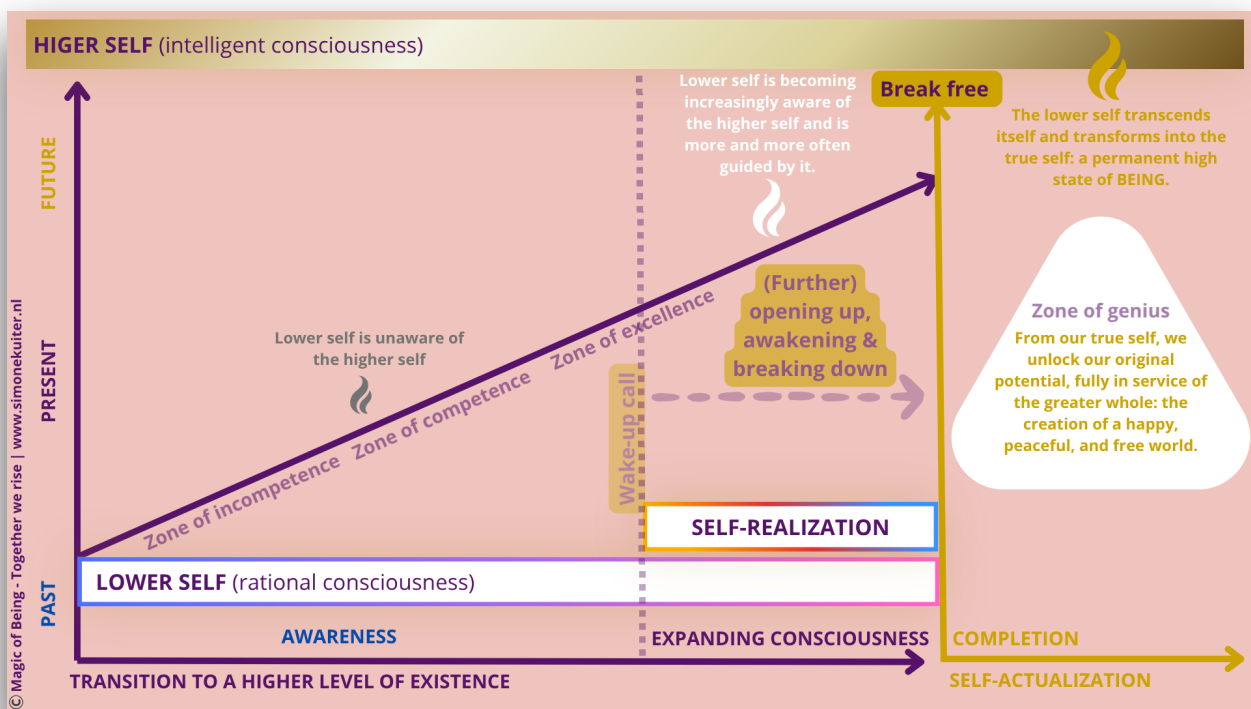 HIGER SELF (intelligent consciousness)
Lower self is becoming
increasingly aware of
the higher self and is
more and more often
guided by it.
Break free
The lower self transcends
itself and transforms into the
true self: a permanent high
state of BEING.
FUTURE
PRESENT
PAST
© Magic of Being - Together we rise | www.simonekuiter.nl
Lower self is unaware of
the higher self
Zone of incompetence
Zone of competence
Zone of excellence
Wake-up call
(Further)
opening up,
awakening &
breaking down
Zone of genius
From our true self, we
unlock our original
potential, fully in service of
the greater whole: the
creation of a happy,
peaceful, and free world.
SELF-REALIZATION
LOWER SELF (rational consciousness)
AWARENESS
EXPANDING CONSCIOUSNESS
COMPLETION
TRANSITION TO A HIGHER LEVEL OF EXISTENCE
SELF-ACTUALIZATION